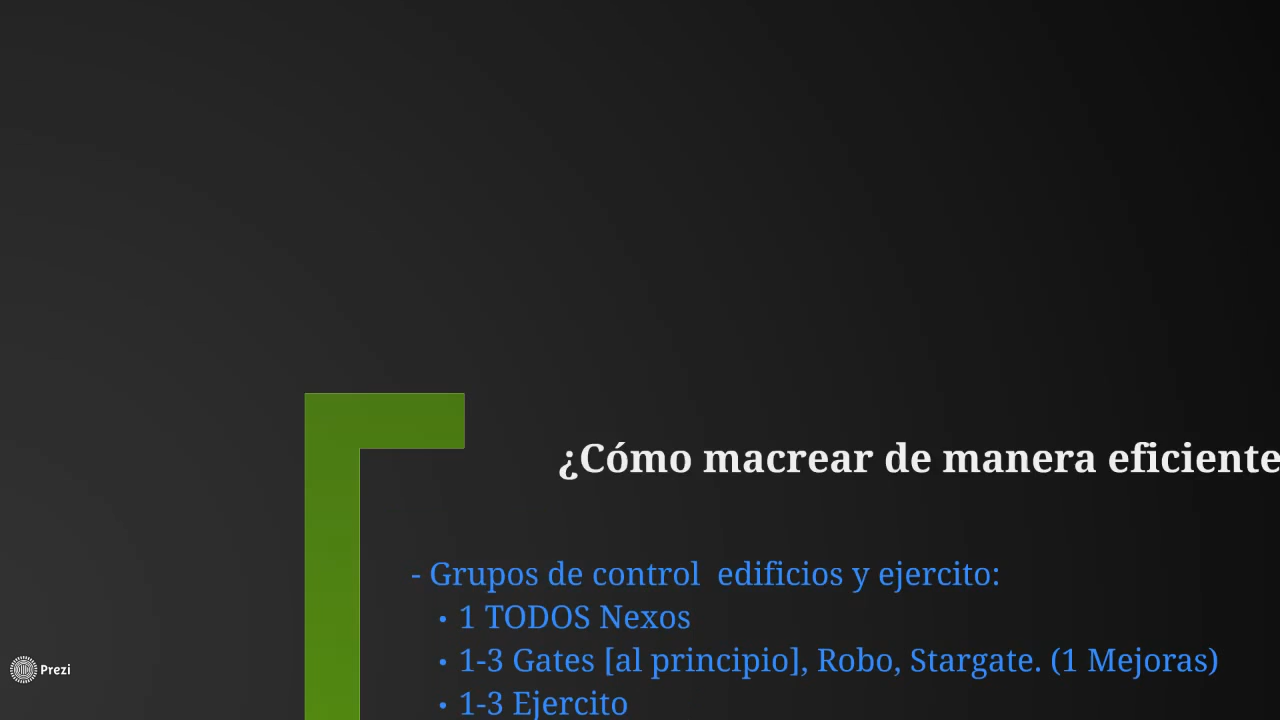 ¿Cómo macrear de manera eficiente
- Grupos de control  edificios y ejercito:
• 1 TODOS Nexos
• 1-3 Gates [al principio], Robo, Stargate. (1 Mejoras)
• 1-3 Ejercito
Prezi